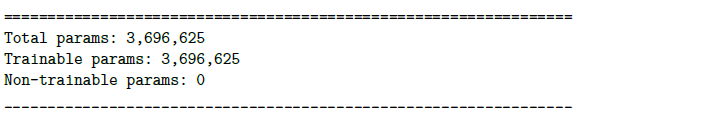 =================================================================
Total params: 3,696,625
Trainable params: 3,696,625
Non-trainable params: 0
_________________________________________________________________